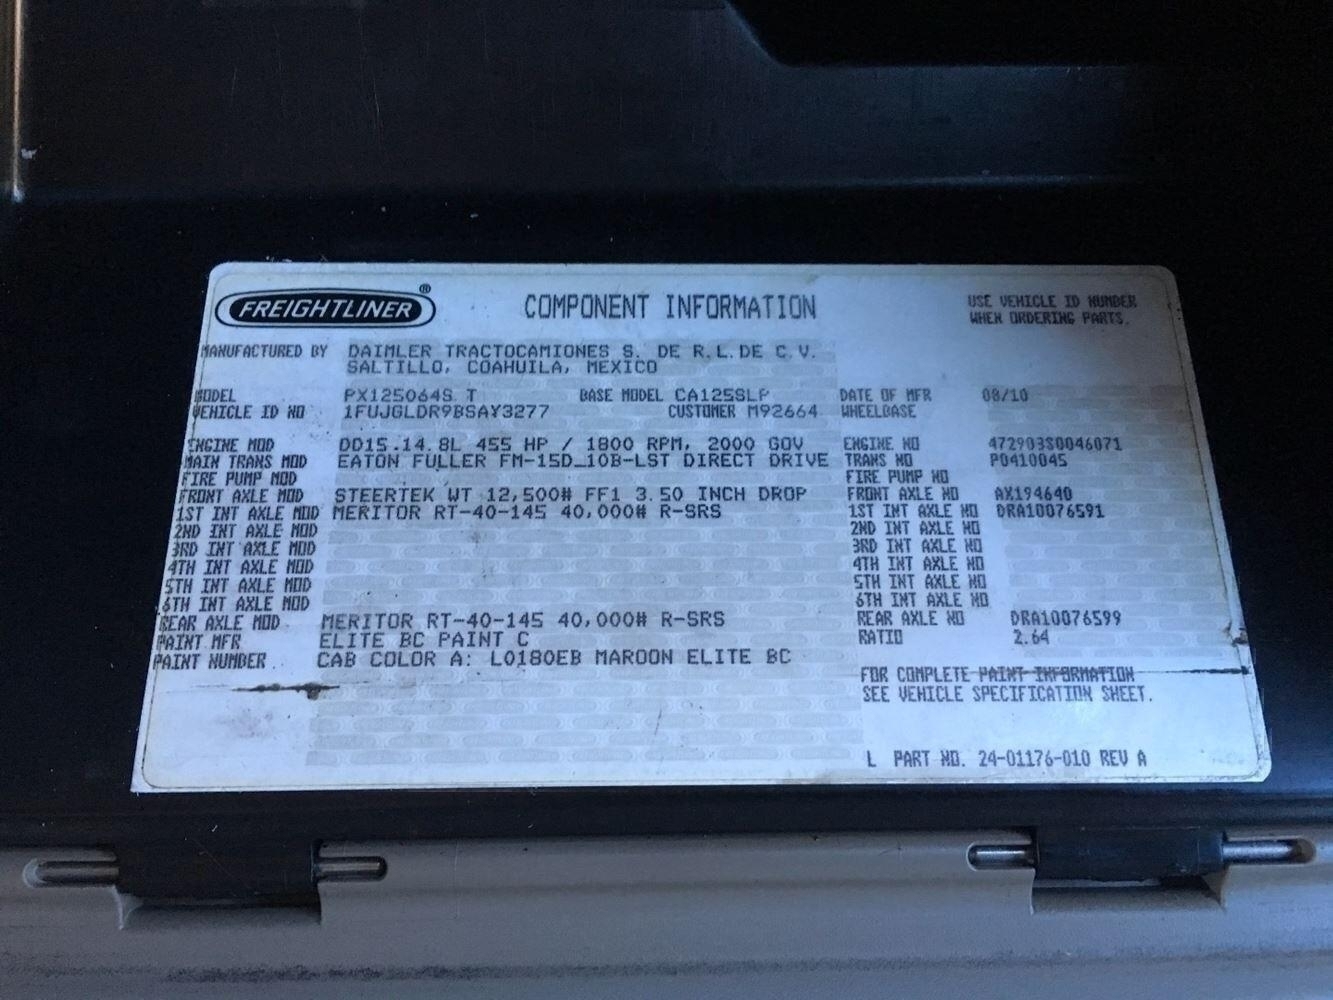 FREIGHTLINER®
COMPONENT INFORMATION
USE VEHICLE ID NUMBER
WHEN ORDERING PARTS.
MANUFACTURED BY DAIMLER TRACTOCAMIONES S. DE R.L.DE C.V.
SALTILLO, COAHUILA, MEXICO
MODEL PX125064S T BASE MODEL CA125SLP DATE OF MFR 08/10
VEHICLE ID NO 1FUJGLDR9BSAY3277 CUSTOMER M92664 WHEELBASE
ENGINE MOD DD15.14.8L 455 HP / 1800 RPM, 2000 GOV ENGINE NO 472903S0046071
MAIN TRANS MOD EATON FULLER FM-15D_10B-LST DIRECT DRIVE TRANS NO P0410045
FIRE PUMP MOD FIRE PUMP NO
FRONT AXLE MOD STEERTEK WT 12,500# FF1 3.50 INCH DROP FRONT AXLE NO AX194640
1ST INT AXLE MOD MERITOR RT-40-145 40,000# R-SRS 1ST INT AXLE NO DRA10076591
2ND INT AXLE MOD 2ND INT AXLE NO
3RD INT AXLE MOD 3RD INT AXLE NO
4TH INT AXLE MOD 4TH INT AXLE NO
5TH INT AXLE MOD 5TH INT AXLE NO
6TH INT AXLE MOD 6TH INT AXLE NO
REAR AXLE MOD MERITOR RT-40-145 40,000# R-SRS REAR AXLE NO DRA10076599
PAINT MFR ELITE BC PAINT C RATIO 2.64
PAINT NUMBER CAB COLOR A: L0180EB MAROON ELITE BC
FOR COMPLETE PAINT INFORMATION
SEE VEHICLE SPECIFICATION SHEET.
L PART NO. 24-01176-010 REV A